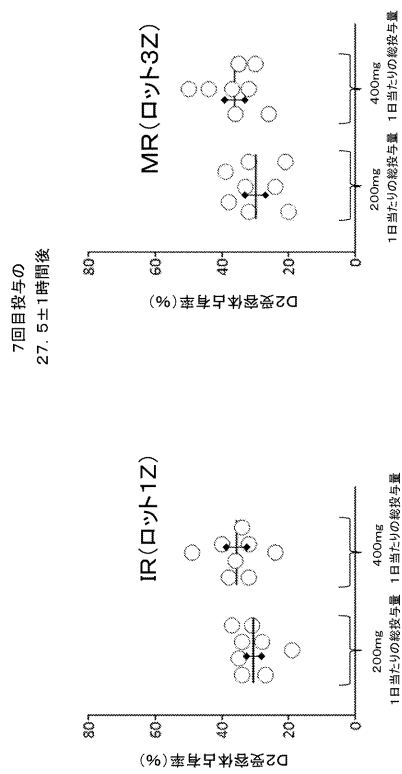 7回目投与の
27. 5±1時間後
IR(ロット1Z)
D2受容体占有率(%)
80
60
40
20
0
200mg
1日当たりの総投与量
400mg
1日当たりの総投与量
MR(ロット3Z)
D2受容体占有率(%)
80
60
40
20
0
200mg
1日当たりの総投与量
400mg
1日当たりの総投与量